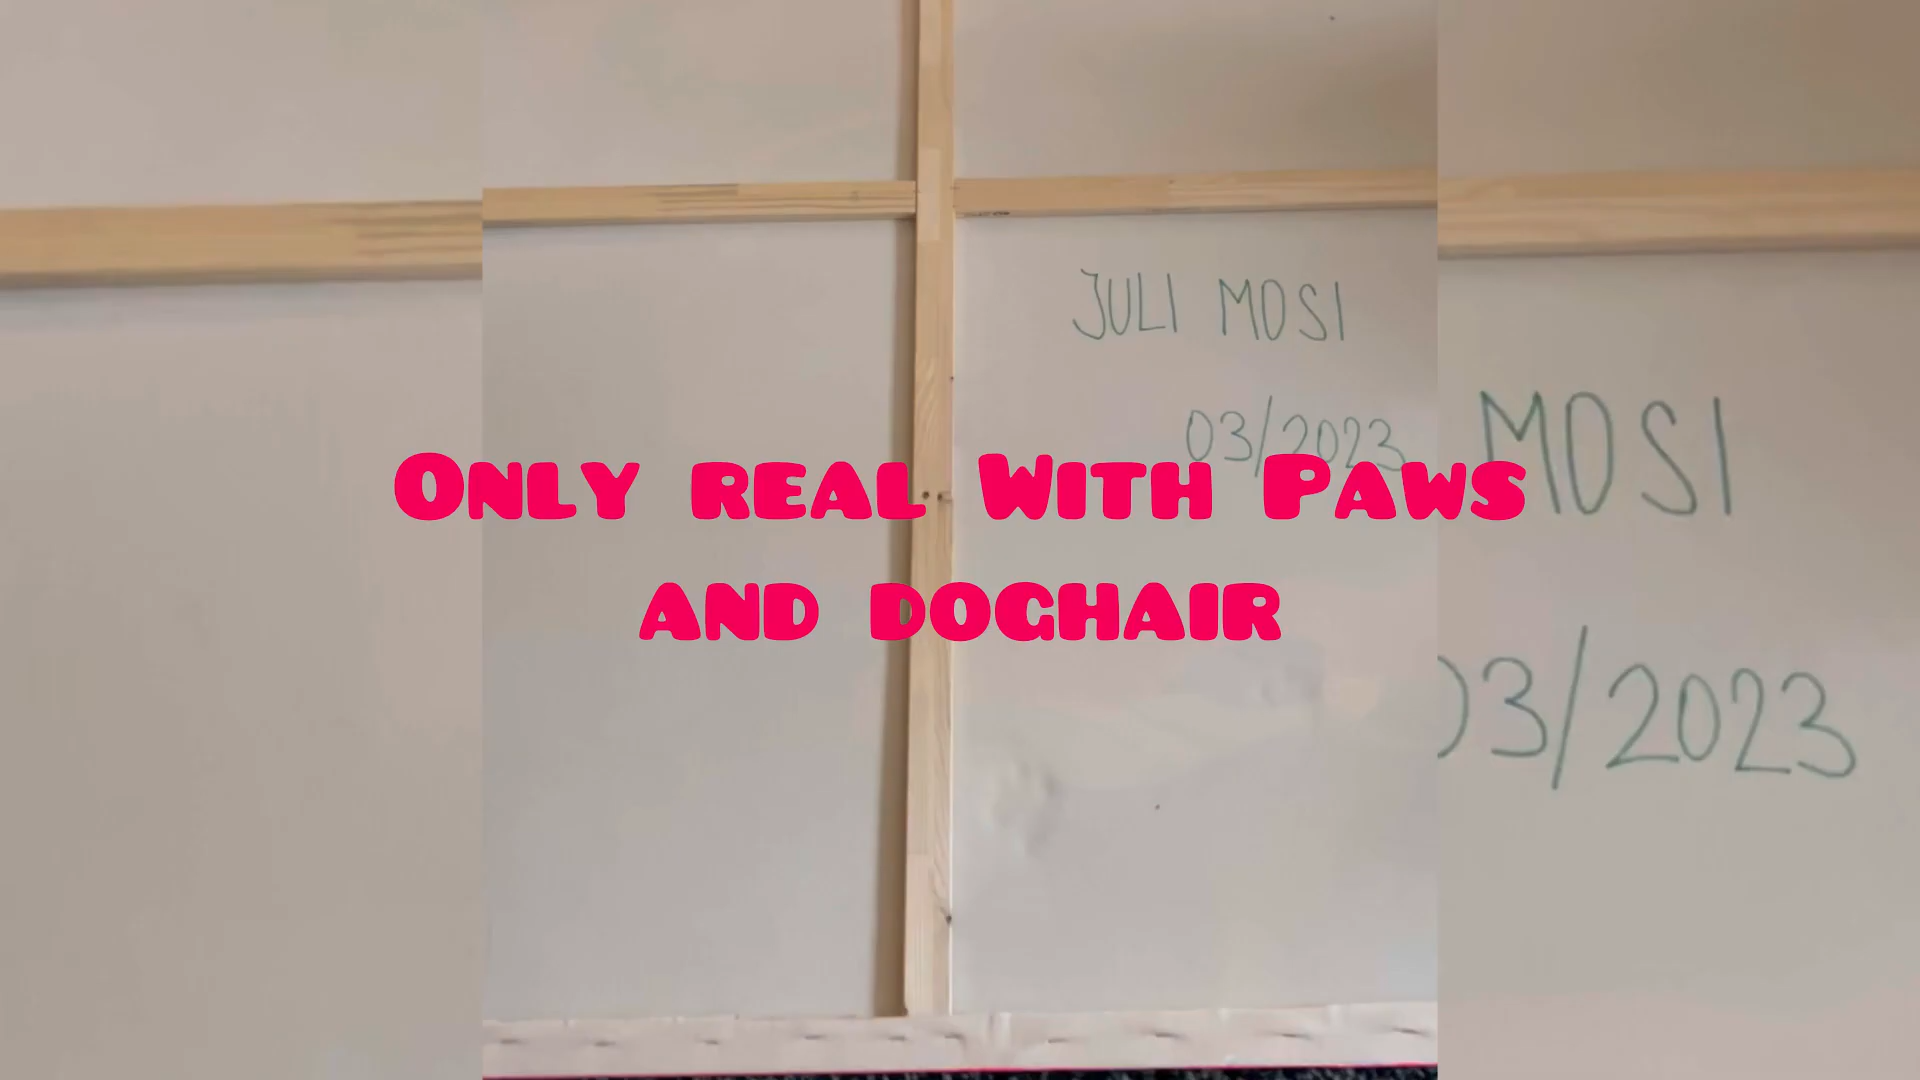 JULI MOSI
03/2023
MOSI
03/2023
Only real With Paws
and doghair